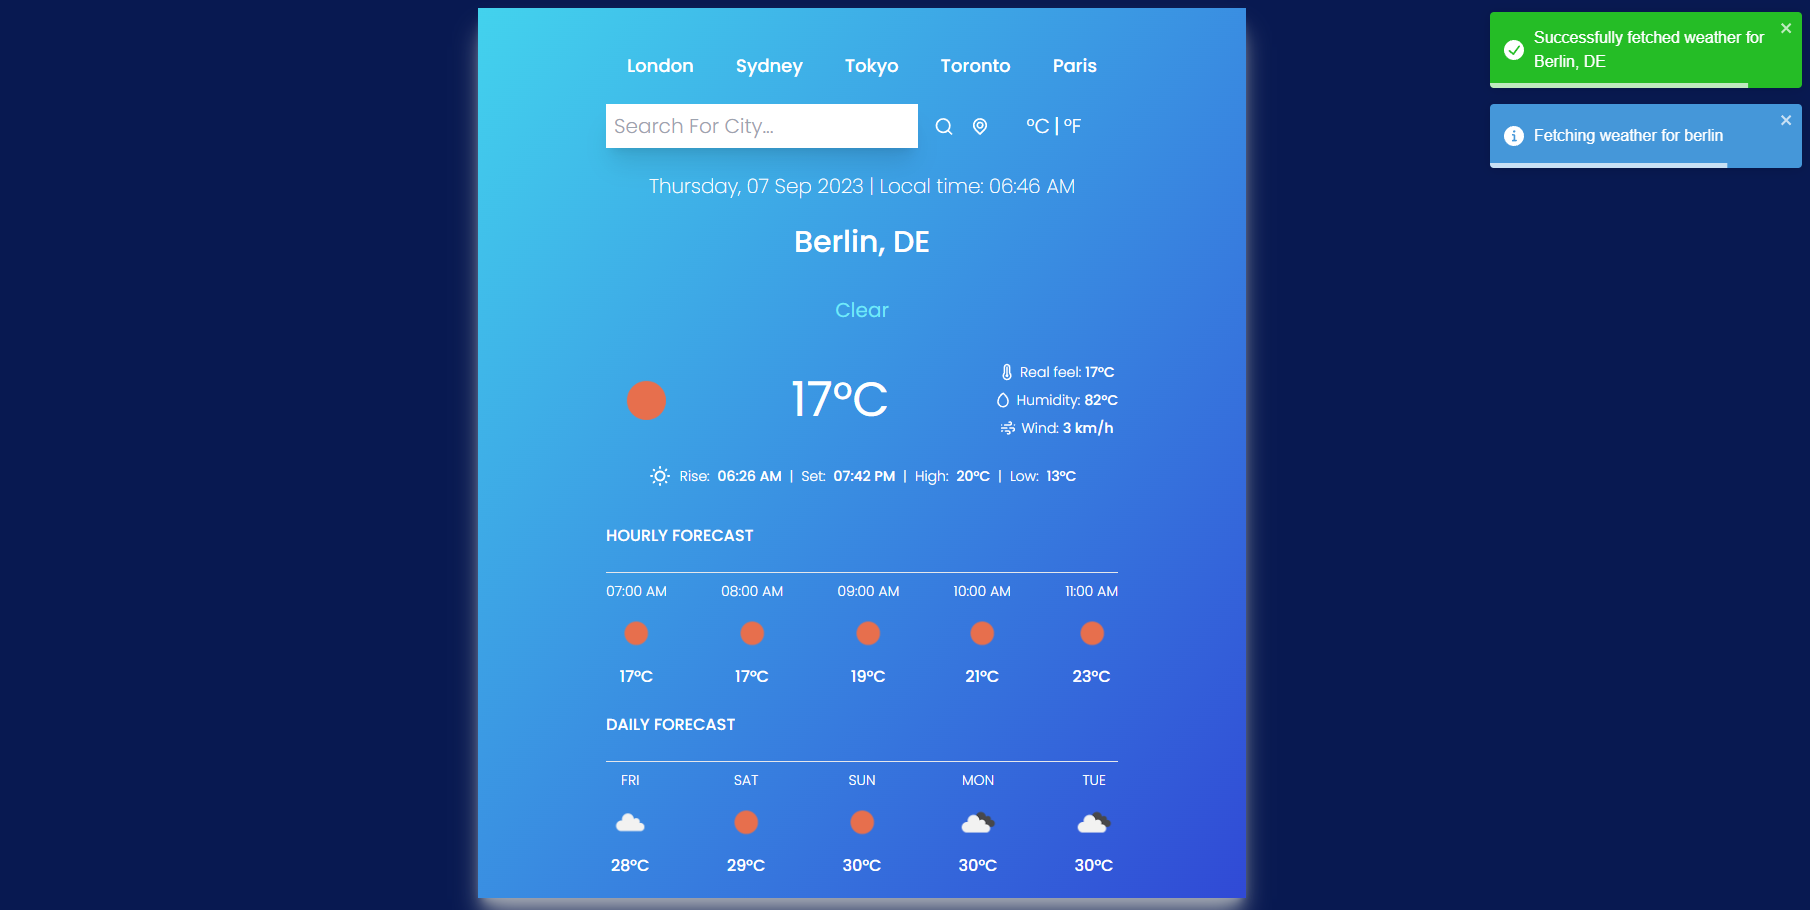 London Sydney Tokyo Toronto Paris
Search For City...
°C | °F
Thursday, 07 Sep 2023 | Local time: 06:46 AM
Berlin, DE
Clear
17°C
Real feel: 17°C
Humidity: 82°C
Wind: 3 km/h
Rise: 06:26 AM | Set: 07:42 PM | High: 20°C | Low: 13°C
HOURLY FORECAST
07:00 AM 08:00 AM 09:00 AM 10:00 AM 11:00 AM
17°C 17°C 19°C 21°C 23°C
DAILY FORECAST
FRI SAT SUN MON TUE
28°C 29°C 30°C 30°C 30°C
Successfully fetched weather for
Berlin, DE
Fetching weather for berlin